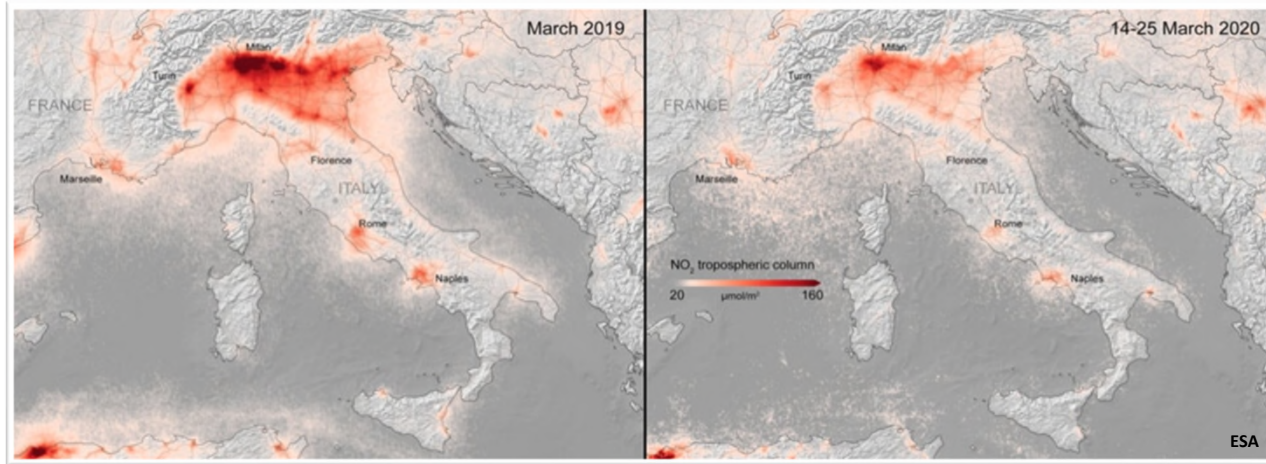 March 2019
Milan
Turin
FRANCE
Florence
Marseille
ITALY
Rome
Naples
14-25 March 2020
Milan
Turin
FRANCE
Florence
Marseille
ITALY
Rome
NO₂ tropospheric column
Naples
20 µmol/m² 160
ESA